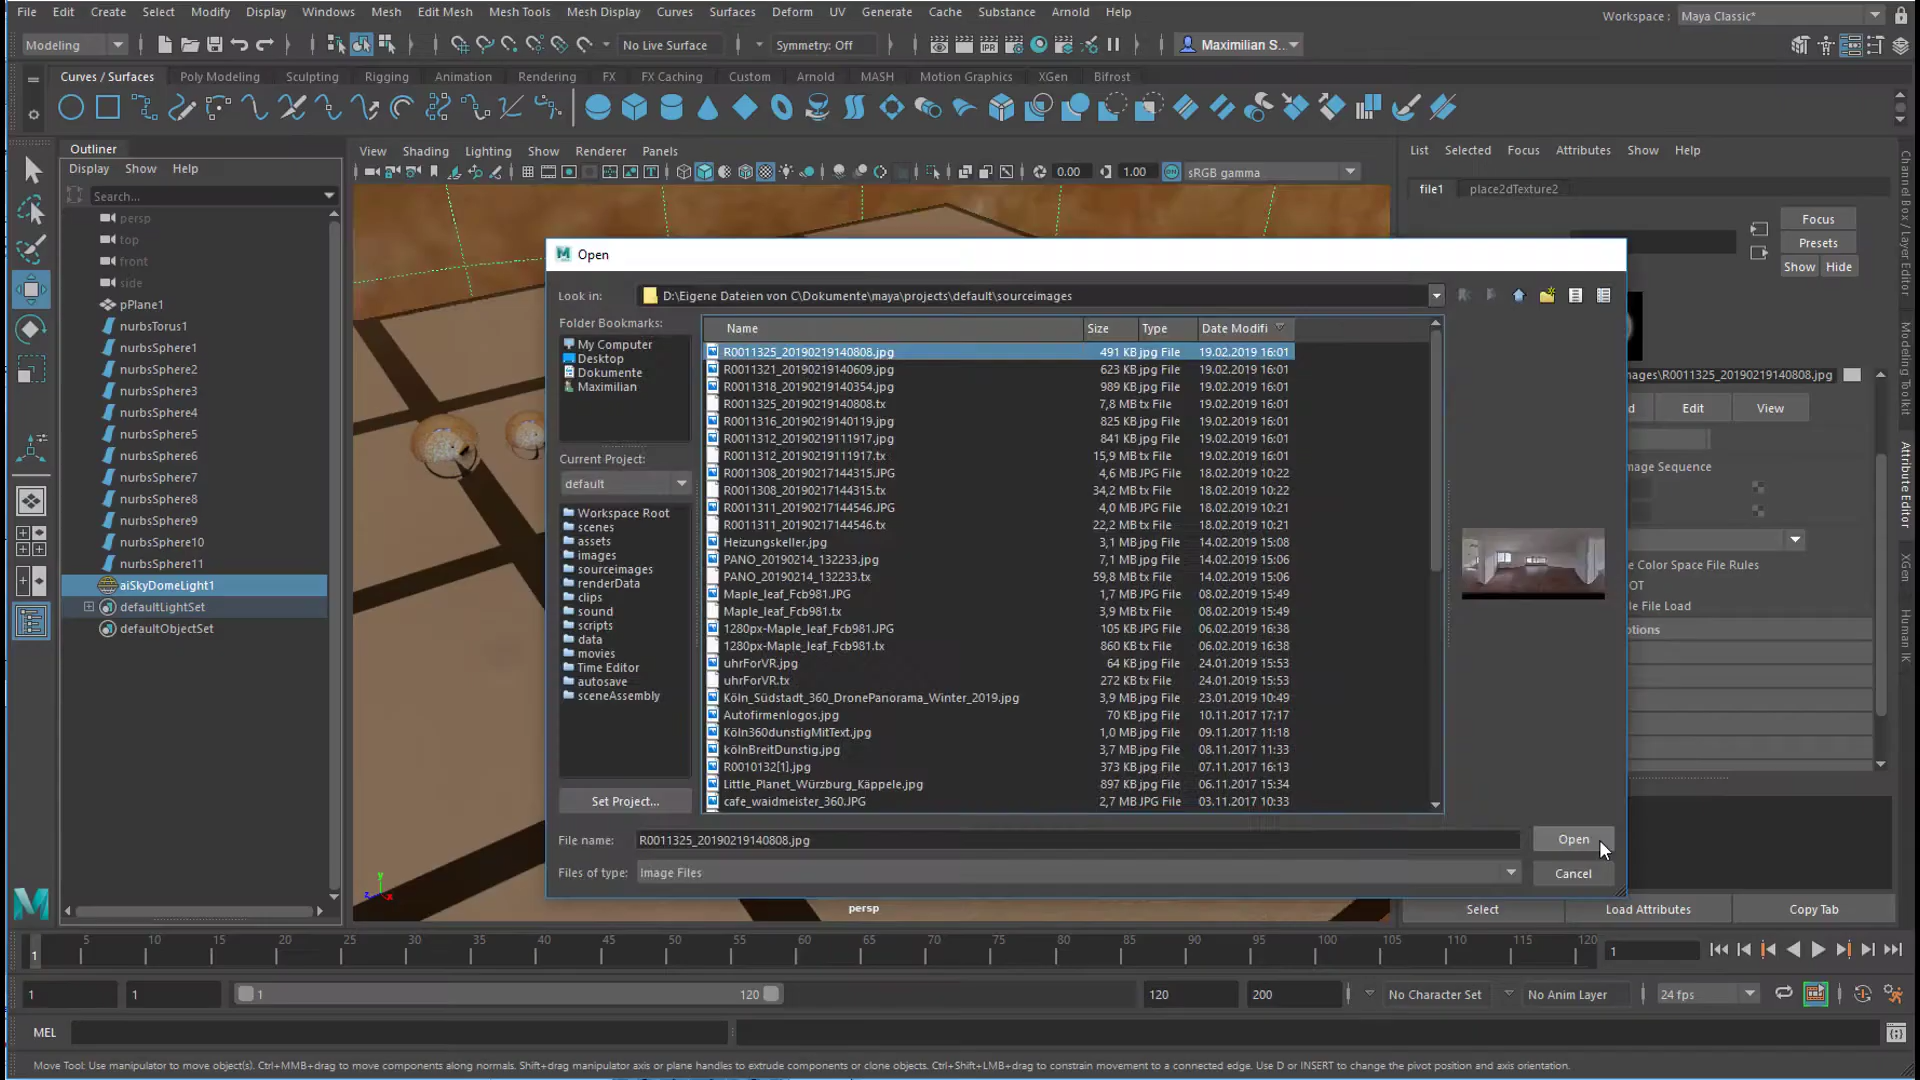 File Edit Create Select Modify Display Windows Mesh Edit Mesh Mesh Tools Mesh Display Curves Surfaces Deform UV Generate Cache Substance Arnold Help
Workspace : Maya Classic*
Modeling No Live Surface Symmetry: Off IPR Maximilian S...
Curves / Surfaces Poly Modeling Sculpting Rigging Animation Rendering FX FX Caching Custom Arnold MASH Motion Graphics XGen Bifrost
Outliner
Display Show Help
Search...
persp
top
front
side
pPlane1
nurbsTorus1
nurbsSphere1
nurbsSphere2
nurbsSphere3
nurbsSphere4
nurbsSphere5
nurbsSphere6
nurbsSphere7
nurbsSphere8
nurbsSphere9
nurbsSphere10
nurbsSphere11
aiSkyDomeLight1
defaultLightSet
defaultObjectSet
View Shading Lighting Show Renderer Panels
0.00 1.00 sRGB gamma
Open
Look in: D:\Eigene Dateien von C\Dokumente\maya\projects\default\sourceimages
Folder Bookmarks:
My Computer
Desktop
Dokumente
Maximilian
Current Project:
default
Workspace Root
scenes
assets
images
sourceimages
renderData
clips
sound
scripts
data
movies
Time Editor
autosave
sceneAssembly
Set Project...
Name Size Type Date Modifi
R0011325_20190219140808.jpg 491 KB jpg File 19.02.2019 16:01
R0011321_20190219140609.jpg 623 KB jpg File 19.02.2019 16:01
R0011318_20190219140354.jpg 989 KB jpg File 19.02.2019 16:01
R0011325_20190219140808.tx 7,8 MB tx File 19.02.2019 16:01
R0011316_20190219140119.jpg 825 KB jpg File 19.02.2019 16:01
R0011312_20190219111917.jpg 841 KB jpg File 19.02.2019 16:01
R0011312_20190219111917.tx 15,9 MB tx File 19.02.2019 16:01
R0011308_20190217144315.JPG 4,6 MB JPG File 18.02.2019 10:22
R0011308_20190217144315.tx 34,2 MB tx File 18.02.2019 10:22
R0011311_20190217144546.JPG 4,0 MB JPG File 18.02.2019 10:21
R0011311_20190217144546.tx 22,2 MB tx File 18.02.2019 10:21
Heizungskeller.jpg 3,1 MB jpg File 14.02.2019 15:08
PANO_20190214_132233.jpg 7,1 MB jpg File 14.02.2019 15:06
PANO_20190214_132233.tx 59,8 MB tx File 14.02.2019 15:06
Maple_leaf_Fcb981.JPG 1,7 MB JPG File 08.02.2019 15:49
Maple_leaf_Fcb981.tx 3,9 MB tx File 08.02.2019 15:49
1280px-Maple_leaf_Fcb981.JPG 105 KB JPG File 06.02.2019 16:38
1280px-Maple_leaf_Fcb981.tx 860 KB tx File 06.02.2019 16:38
uhrForVR.jpg 64 KB jpg File 24.01.2019 15:53
uhrForVR.tx 272 KB tx File 24.01.2019 15:53
Köln_Südstadt_360_DronePanorama_Winter_2019.jpg 3,9 MB jpg File 23.01.2019 10:49
Autofirmenlogos.jpg 70 KB jpg File 10.11.2017 17:17
Köln360dunstigMitText.jpg 1,0 MB jpg File 09.11.2017 11:18
kölnBreitDunstig.jpg 3,7 MB jpg File 08.11.2017 11:33
R0010132[1].jpg 373 KB jpg File 07.11.2017 16:13
Little_Planet_Würzburg_Käppele.jpg 897 KB jpg File 06.11.2017 15:34
cafe_waidmeister_360.JPG 2,7 MB JPG File 03.11.2017 10:33
File name: R0011325_20190219140808.jpg Open
Files of type: Image Files Cancel
persp
List Selected Focus Attributes Show Help
file1 place2dTexture2
Focus
Presets
Show Hide
mages\R0011325_20190219140808.jpg
d Edit View
mage Sequence
e Color Space File Rules
OT
le File Load
otions
Select Load Attributes Copy Tab
Channel Box / Layer Editor
Modeling Toolkit
Attribute Editor
XGen
Human IK
5 10 15 20 25 30 35 40 45 50 55 60 65 70 75 80 85 90 95 100 105 110 115 120
1 1
1 1 1 120 120 200 No Character Set No Anim Layer 24 fps
MEL
Move Tool: Use manipulator to move object(s). Ctrl+MMB+drag to move components along normals. Shift+drag manipulator axis or plane handles to extrude components or clone objects. Ctrl+Shift+LMB+drag to constrain movement to a connected edge. Use D or INSERT to change the pivot position and axis orientation.